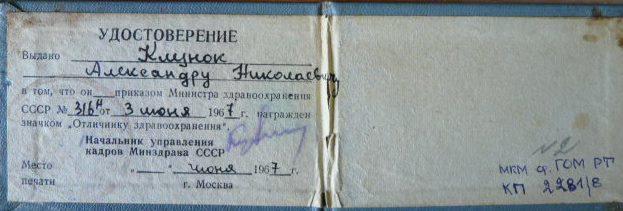 УДОСТОВЕРЕНИЕ
Выдано Клунок
Александру Николаевичу
в том, что он приказом Министра здравоохранения
СССР № 316н от 3 июня 1967 г. награжден
значком „Отличнику здравоохранения".
Начальник управления
кадров Минздрава СССР
Место „ " июня 1967 г.
печати г. Москва
№2
МКМ ф. ГОМ РТ
КП 2281/8